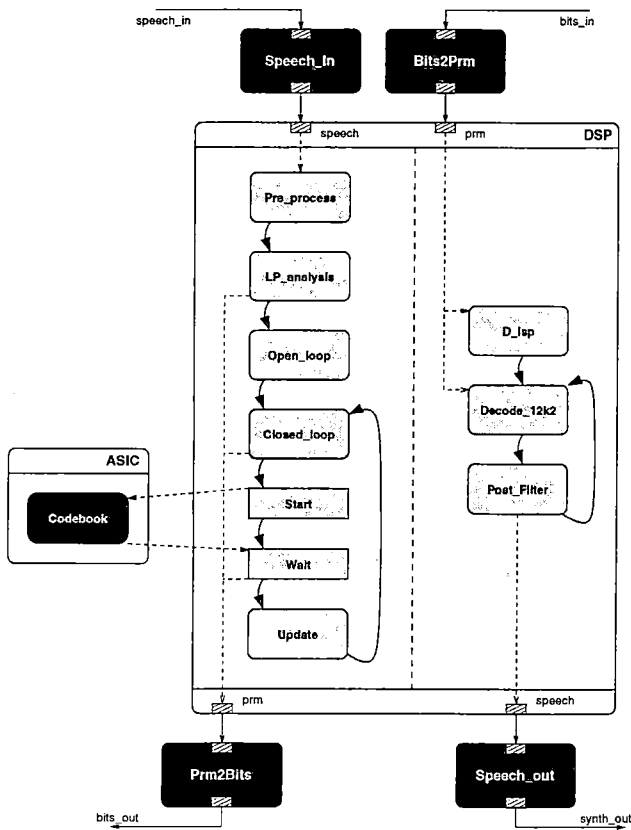 speech_in
bits_in
Speech_In
Bits2Prm
speech
prm
DSP
Pre_process
LP_analysis
Open_loop
Closed_loop
Start
Wait
Update
D_lsp
Decode_12k2
Post_Filter
ASIC
Codebook
prm
speech
Prm2Bits
Speech_out
bits_out
synth_out